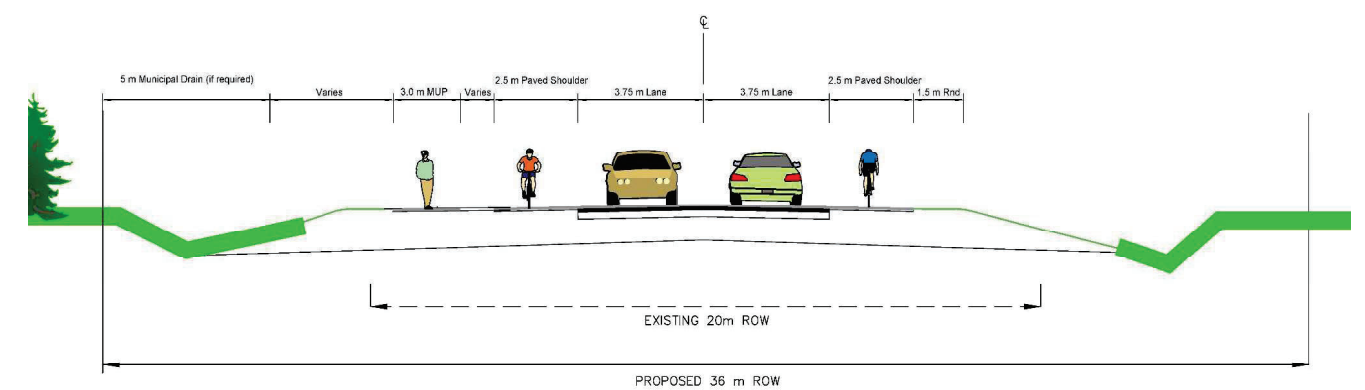 ℄
5 m Municipal Drain (if required)
Varies
3.0 m MUP
Varies
2.5 m Paved Shoulder
3.75 m Lane
3.75 m Lane
2.5 m Paved Shoulder
1.5 m Rnd
EXISTING 20m ROW
PROPOSED 36 m ROW